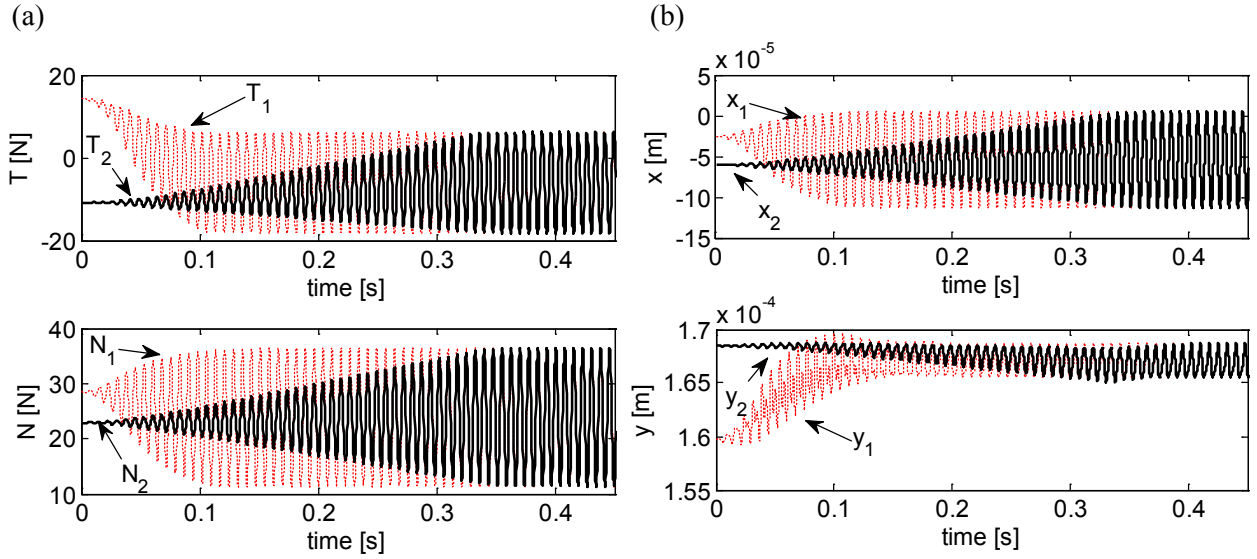 (a)
20
0
-20
T [N]
T1
T2
0 0.1 0.2 0.3 0.4
time [s]
40
30
20
10
N [N]
N1
N2
0 0.1 0.2 0.3 0.4
time [s]
(b)
x 10^-5
5
0
-5
-10
-15
x [m]
x1
x2
0 0.1 0.2 0.3 0.4
time [s]
x 10^-4
1.7
1.65
1.6
1.55
y [m]
y2
y1
0 0.1 0.2 0.3 0.4
time [s]